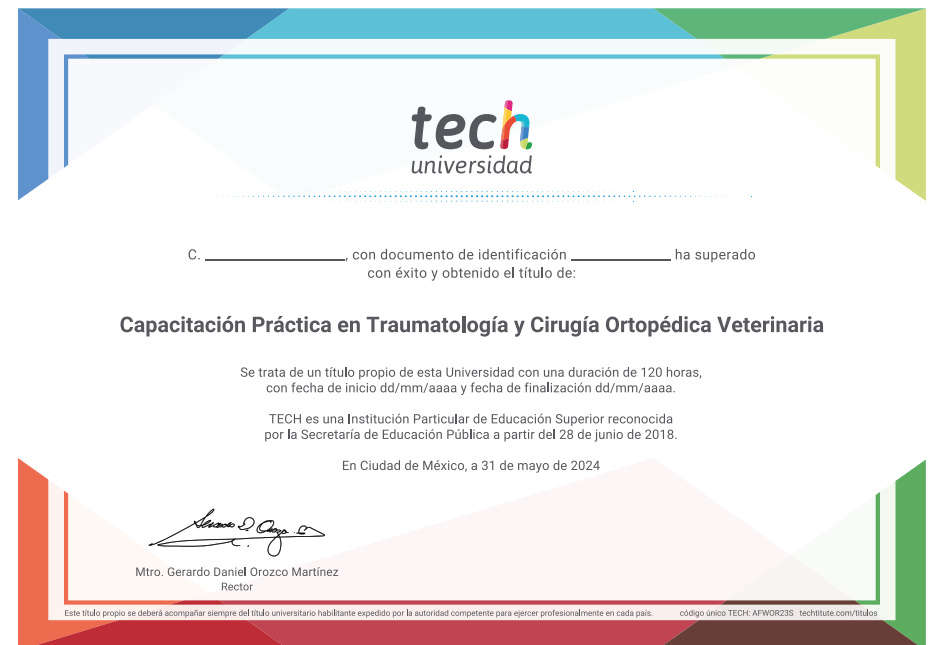 tech
universidad
C. ____________, con documento de identificación ____________ ha superado
con éxito y obtenido el título de:
Capacitación Práctica en Traumatología y Cirugía Ortopédica Veterinaria
Se trata de un título propio de esta Universidad con una duración de 120 horas,
con fecha de inicio dd/mm/aaaa y fecha de finalización dd/mm/aaaa.
TECH es una Institución Particular de Educación Superior reconocida
por la Secretaría de Educación Pública a partir del 28 de junio de 2018.
En Ciudad de México, a 31 de mayo de 2024
Mtro. Gerardo Daniel Orozco Martínez
Rector
Este título propio se deberá acompañar siempre del título universitario habilitante expedido por la autoridad competente para ejercer profesionalmente en cada país. código único TECH: AFWOR23S techtitute.com/titulos